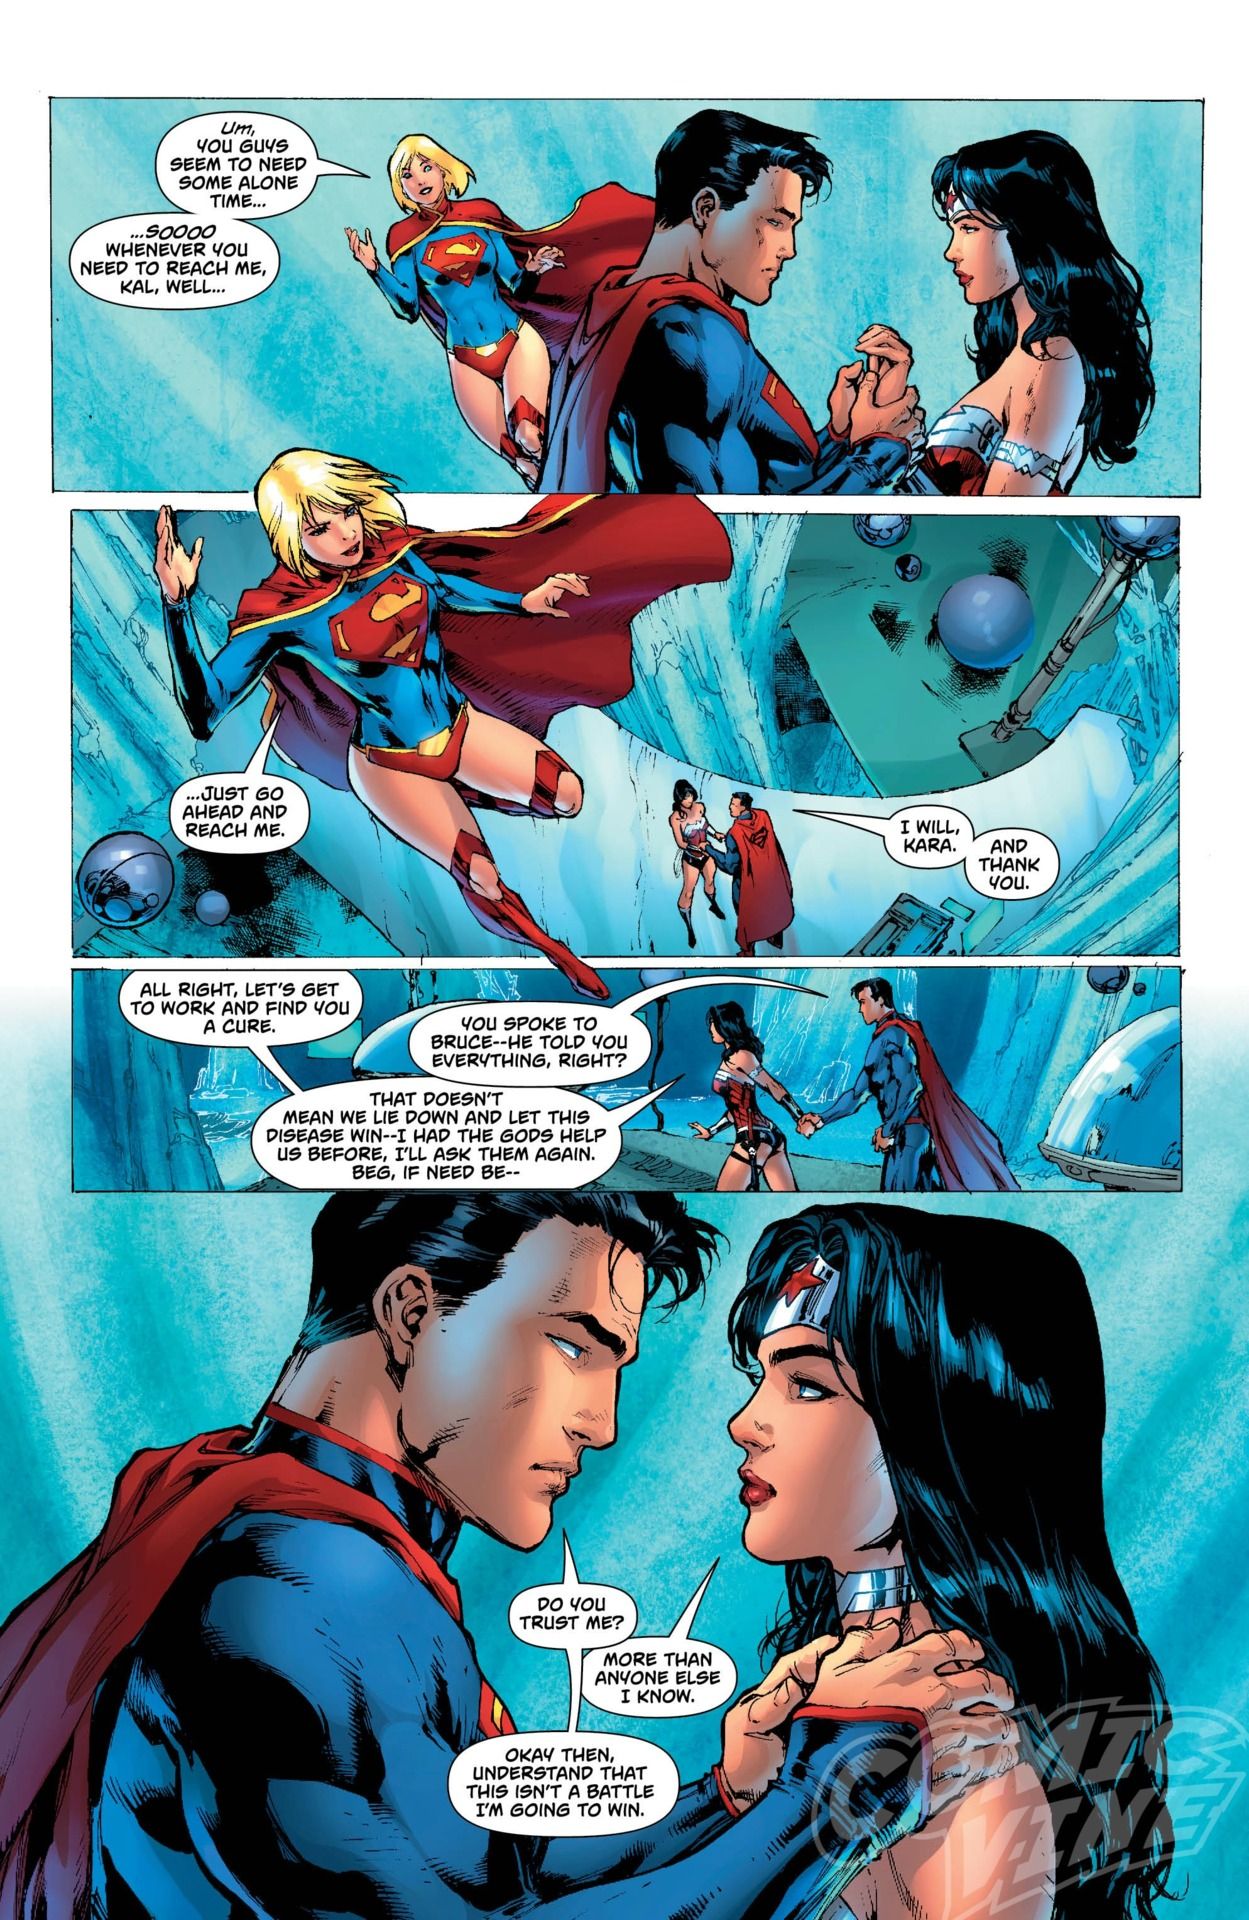 Um,
YOU GUYS
SEEM TO NEED
SOME ALONE
TIME...
...SOOOO
WHENEVER YOU
NEED TO REACH ME,
KAL, WELL...
...JUST GO
AHEAD AND
REACH ME.
I WILL,
KARA.
AND
THANK
YOU.
ALL RIGHT, LET'S GET
TO WORK AND FIND YOU
A CURE.
YOU SPOKE TO
BRUCE--HE TOLD YOU
EVERYTHING, RIGHT?
THAT DOESN'T
MEAN WE LIE DOWN AND LET THIS
DISEASE WIN--I HAD THE GODS HELP
US BEFORE, I'LL ASK THEM AGAIN.
BEG, IF NEED BE--
DO YOU
TRUST ME?
MORE THAN
ANYONE ELSE
I KNOW.
OKAY THEN,
UNDERSTAND THAT
THIS ISN'T A BATTLE
I'M GOING TO WIN.
COMIC
VINE